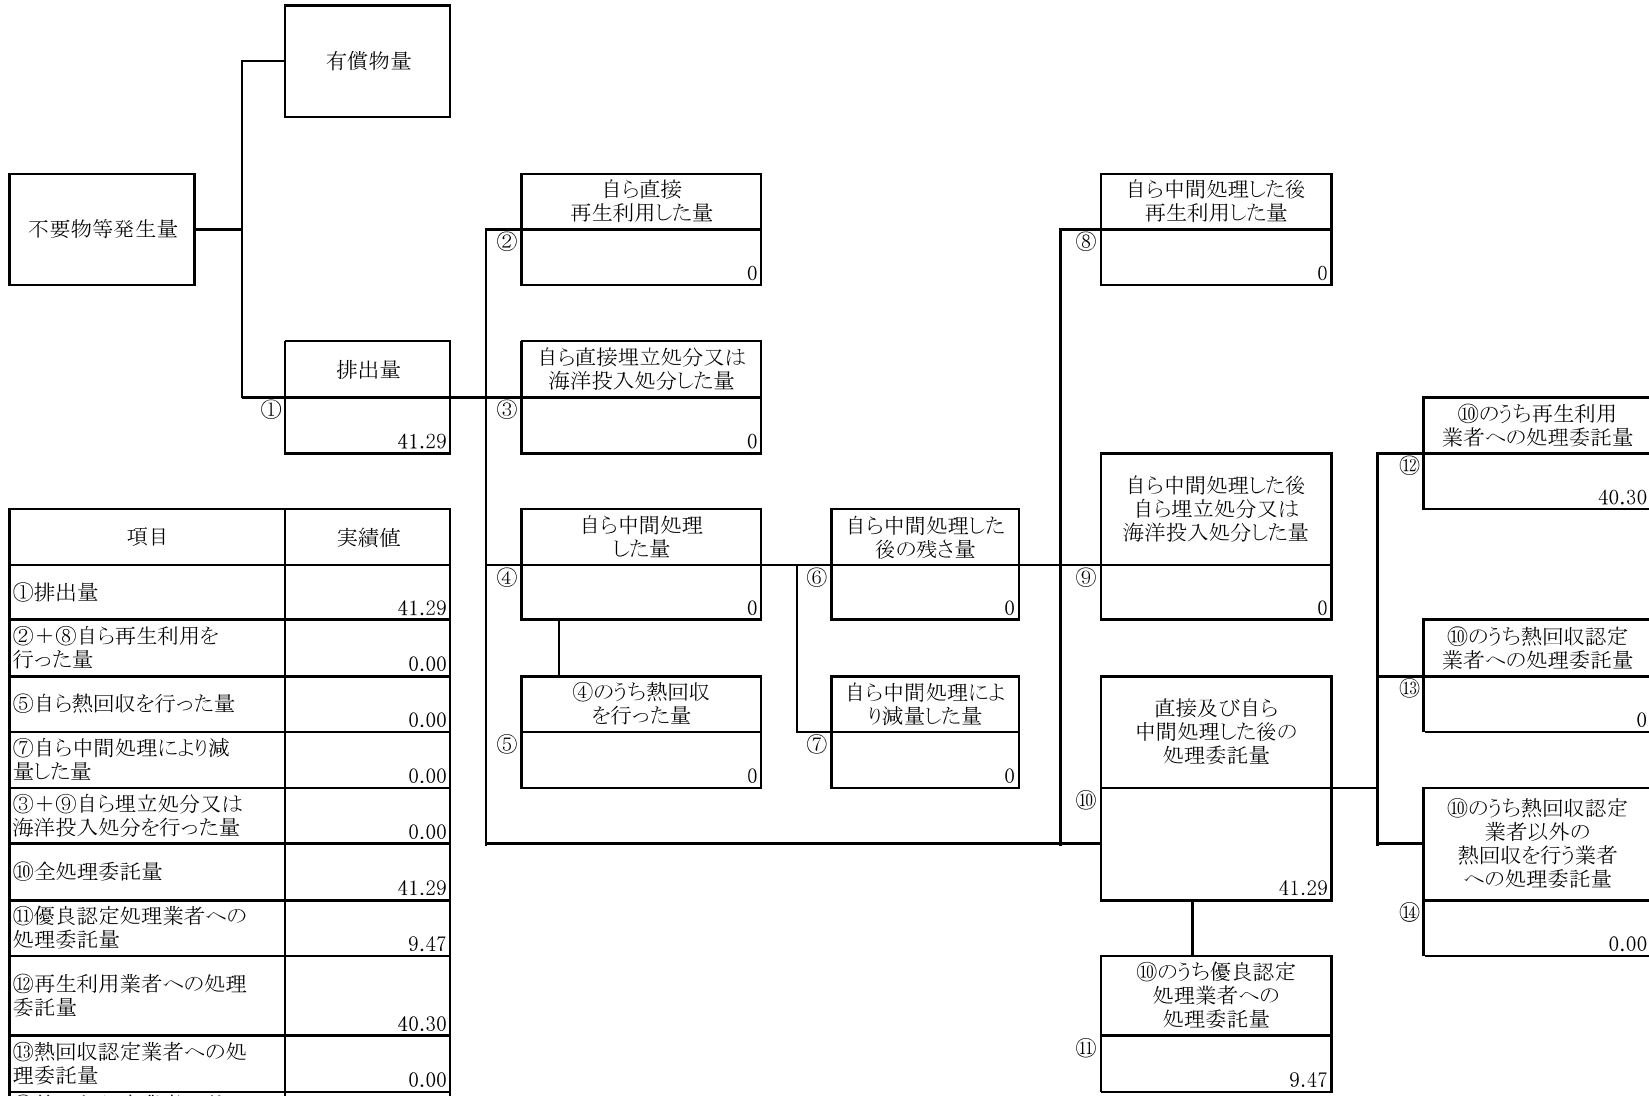 有償物量
不要物等発生量
自ら直接
再生利用した量
②
0
自ら中間処理した後
再生利用した量
⑧
0
排出量
①
41.29
自ら直接埋立処分又は
海洋投入処分した量
③
0
⑩のうち再生利用
業者への処理委託量
⑫
40.30
自ら中間処理
した量
④
0
自ら中間処理した
後の残さ量
⑥
0
自ら中間処理した後
自ら埋立処分又は
海洋投入処分した量
⑨
0
⑩のうち熱回収認定
業者への処理委託量
⑬
0
④のうち熱回収
を行った量
⑤
0
自ら中間処理によ
り減量した量
⑦
0
直接及び自ら
中間処理した後の
処理委託量
⑩
41.29
⑩のうち熱回収認定
業者以外の
熱回収を行う業者
への処理委託量
⑭
0.00
⑩のうち優良認定
処理業者への
処理委託量
⑪
9.47
項目
実績値
①排出量
41.29
②＋⑧自ら再生利用を
行った量
0.00
⑤自ら熱回収を行った量
0.00
⑦自ら中間処理により減
量した量
0.00
③＋⑨自ら埋立処分又は
海洋投入処分を行った量
0.00
⑩全処理委託量
41.29
⑪優良認定処理業者への
処理委託量
9.47
⑫再生利用業者への処理
委託量
40.30
⑬熱回収認定業者への処
理委託量
0.00